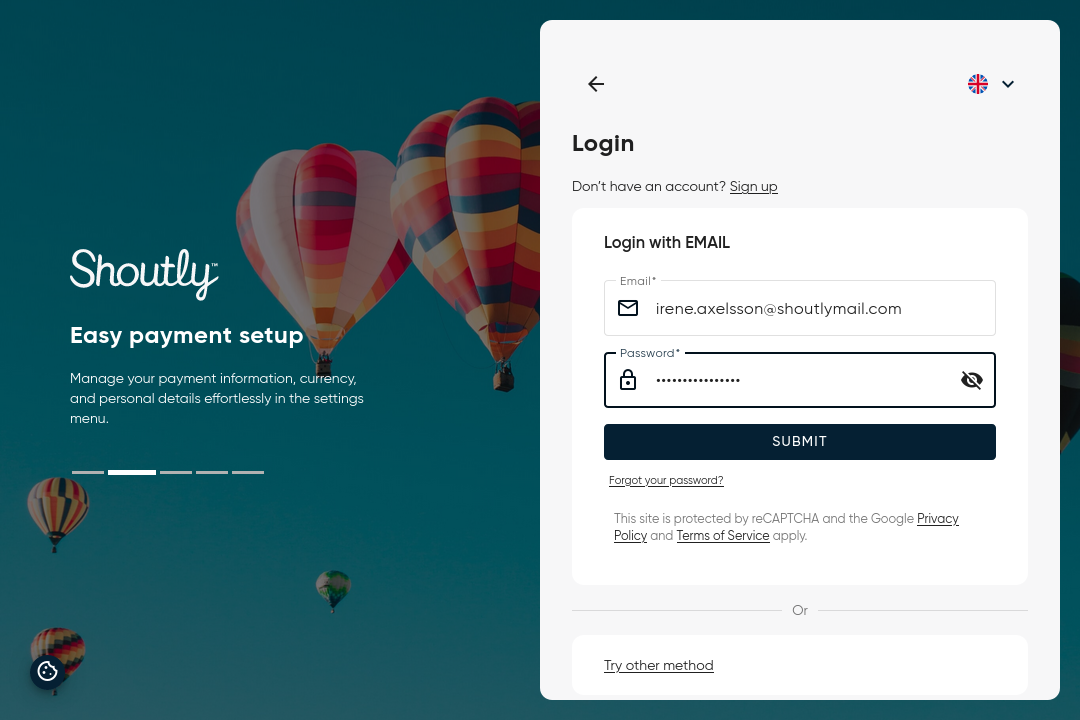 Shoutly™
Easy payment setup
Manage your payment information, currency,
and personal details effortlessly in the settings
menu.
Login
Don’t have an account? Sign up
Login with EMAIL
Email*
irene.axelsson@shoutlymail.com
Password*
••••••••••••••••
SUBMIT
Forgot your password?
This site is protected by reCAPTCHA and the Google Privacy
Policy and Terms of Service apply.
Or
Try other method